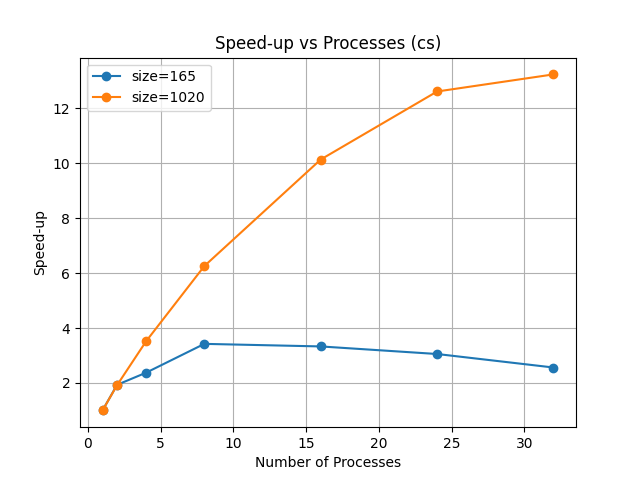 Speed-up vs Processes (cs)
size=165
size=1020
12
10
8
6
4
2
Speed-up
0 5 10 15 20 25 30
Number of Processes